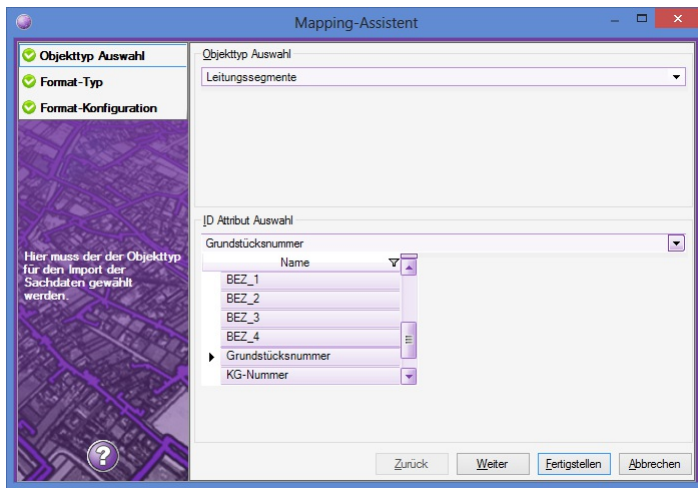 Mapping-Assistent
Objekttyp Auswahl
Format-Typ
Format-Konfiguration
Hier muss der der Objekttyp
für den Import der
Sachdaten gewählt
werden.
?
Objekttyp Auswahl
Leitungssegmente
ID Attribut Auswahl
Grundstücksnummer
Name
BEZ_1
BEZ_2
BEZ_3
BEZ_4
Grundstücksnummer
KG-Nummer
Zurück
Weiter
Fertigstellen
Abbrechen